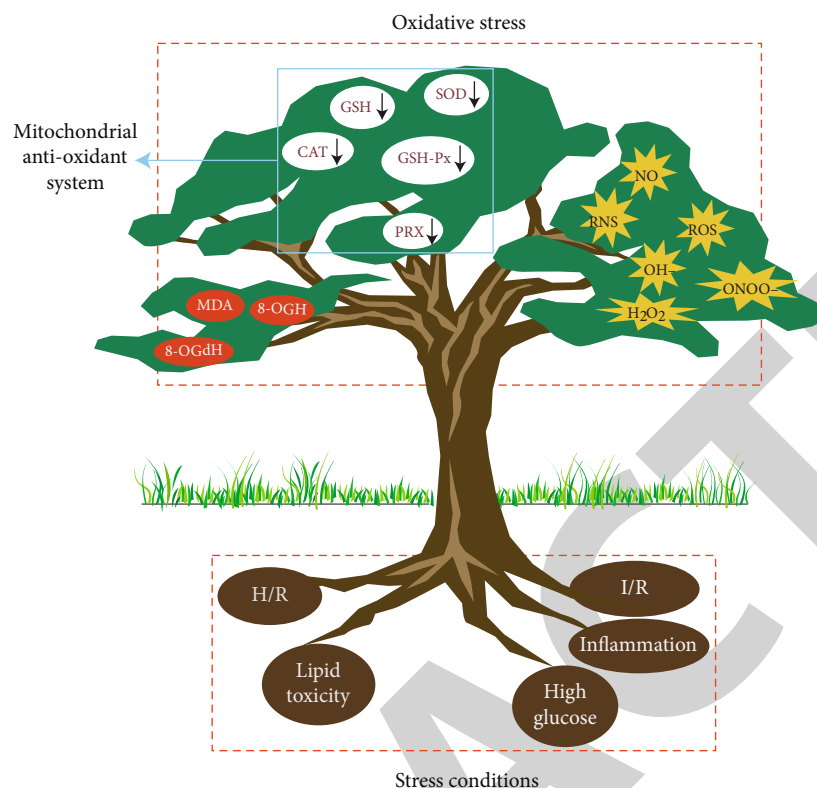 Oxidative stress
Mitochondrial
anti-oxidant
system
GSH
SOD
CAT
GSH-Px
PRX
NO
RNS
ROS
OH–
ONOO–
H₂O₂
MDA
8-OGH
8-OGdH
H/R
I/R
Inflammation
Lipid
toxicity
High
glucose
Stress conditions